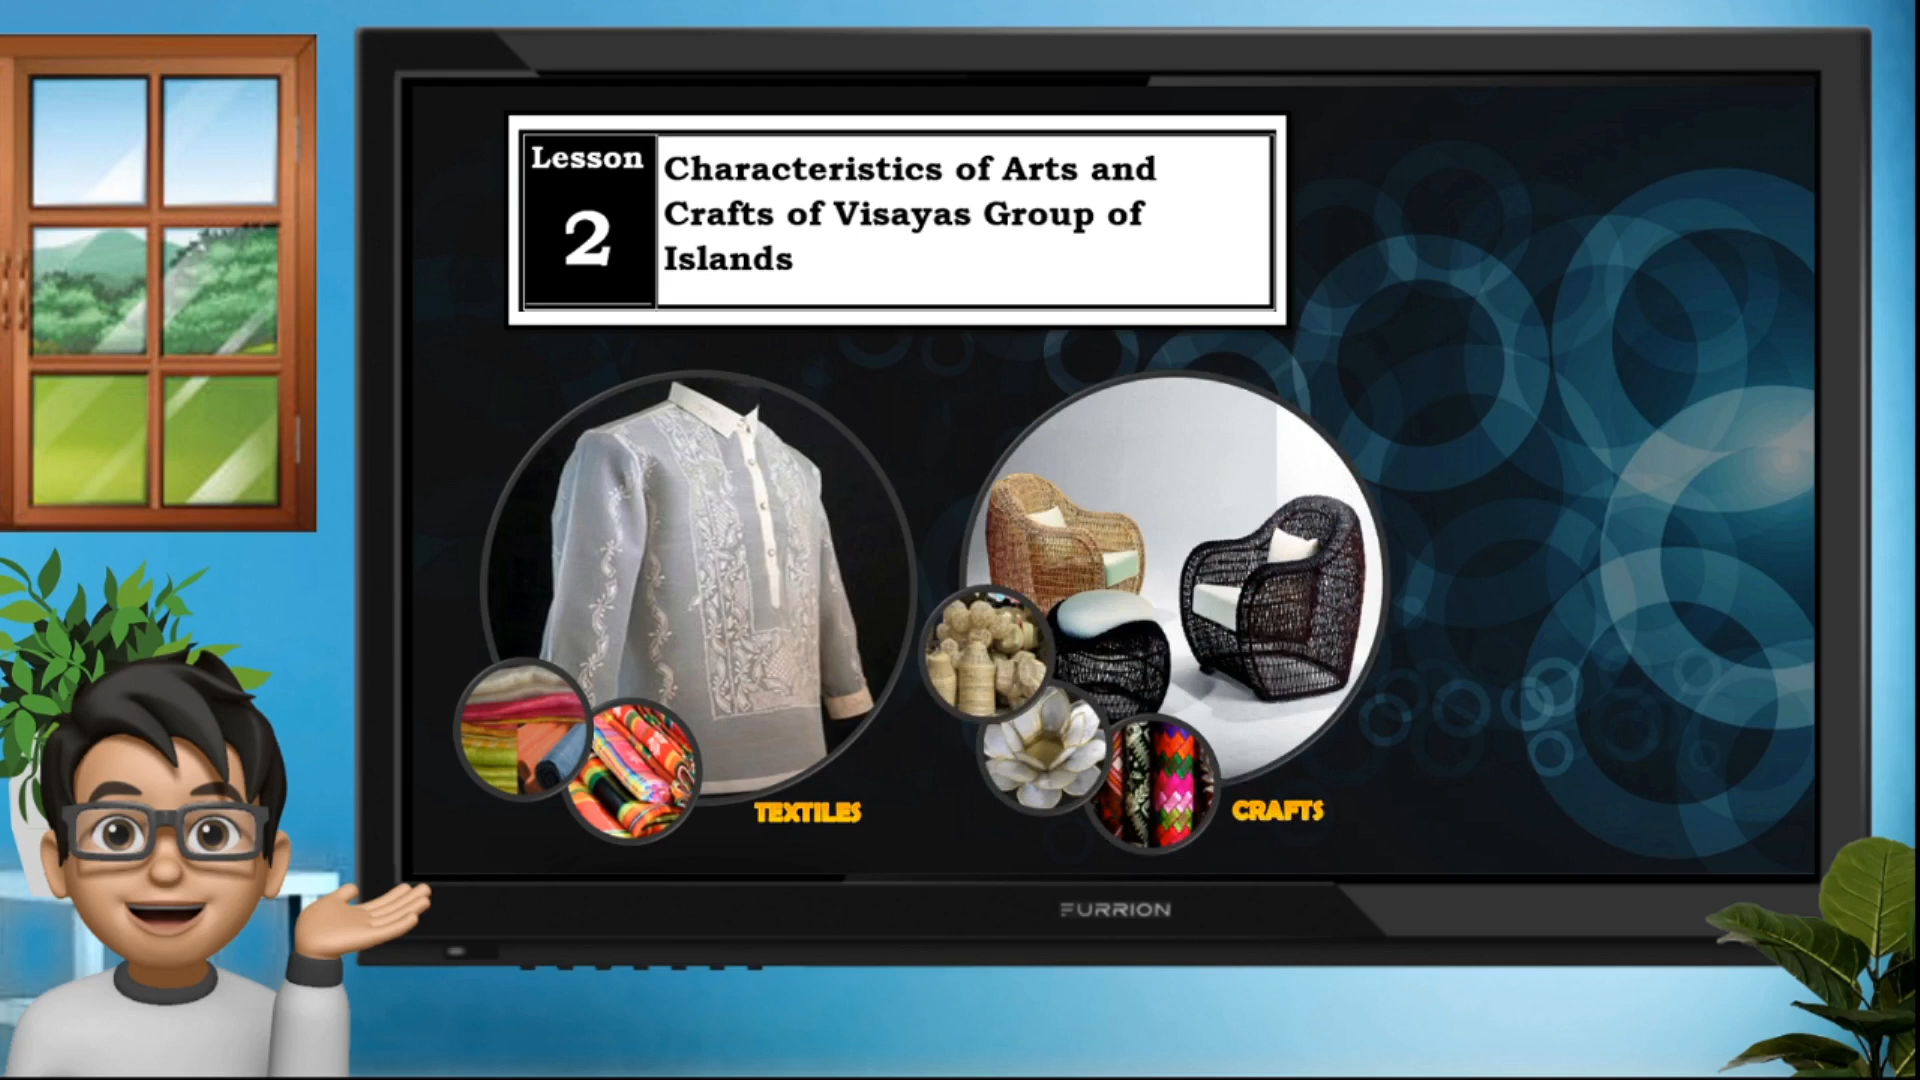 Lesson
2
Characteristics of Arts and
Crafts of Visayas Group of
Islands
TEXTILES
CRAFTS
FURRION